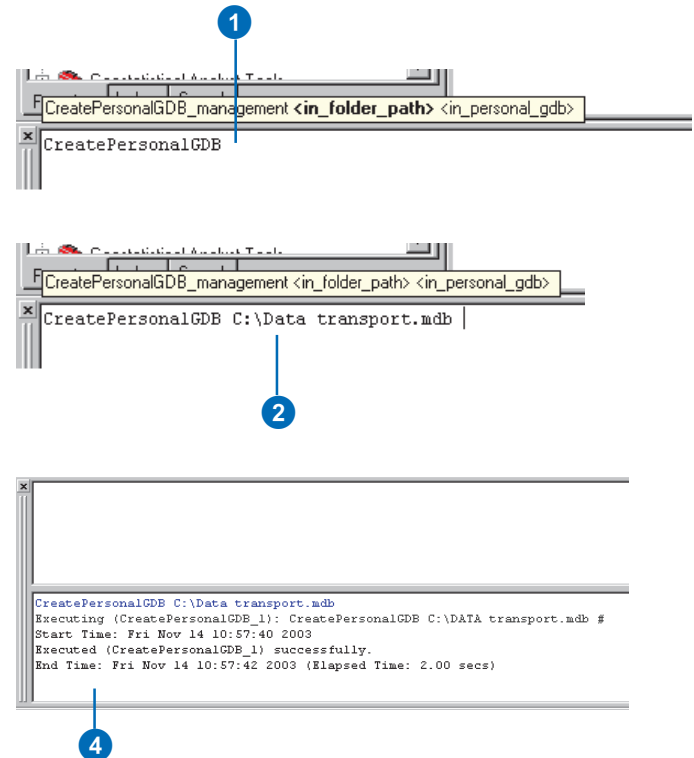 1
CreatePersonalGDB_management <in_folder_path> <in_personal_gdb>
CreatePersonalGDB
CreatePersonalGDB_management <in_folder_path> <in_personal_gdb>
CreatePersonalGDB C:\Data transport.mdb
2
CreatePersonalGDB C:\Data transport.mdb
Executing (CreatePersonalGDB_1): CreatePersonalGDB C:\DATA transport.mdb #
Start Time: Fri Nov 14 10:57:40 2003
Executed (CreatePersonalGDB_1) successfully.
End Time: Fri Nov 14 10:57:42 2003 (Elapsed Time: 2.00 secs)
4